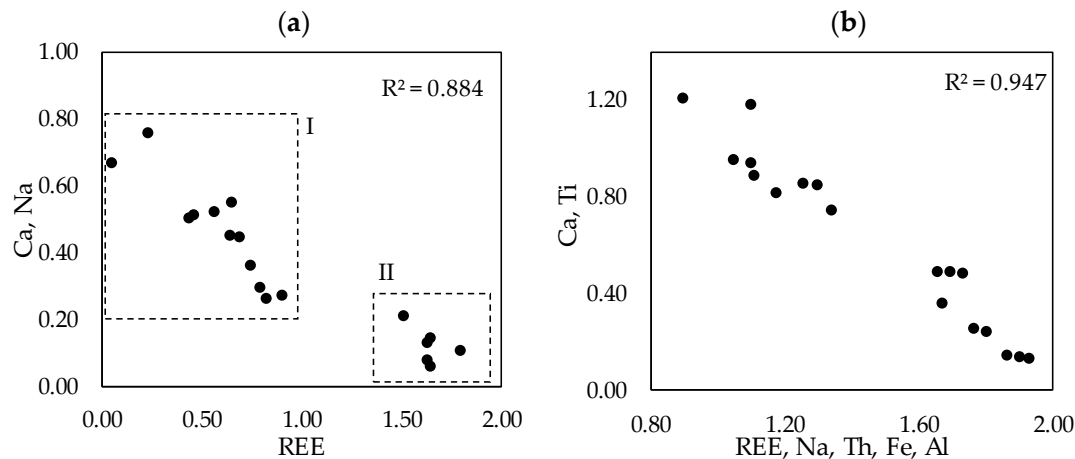 (a)
R² = 0.884
I
II
Ca, Na
1.00
0.80
0.60
0.40
0.20
0.00
0.00 0.50 1.00 1.50 2.00
REE
(b)
R² = 0.947
Ca, Ti
1.20
0.80
0.40
0.00
0.80 1.20 1.60 2.00
REE, Na, Th, Fe, Al